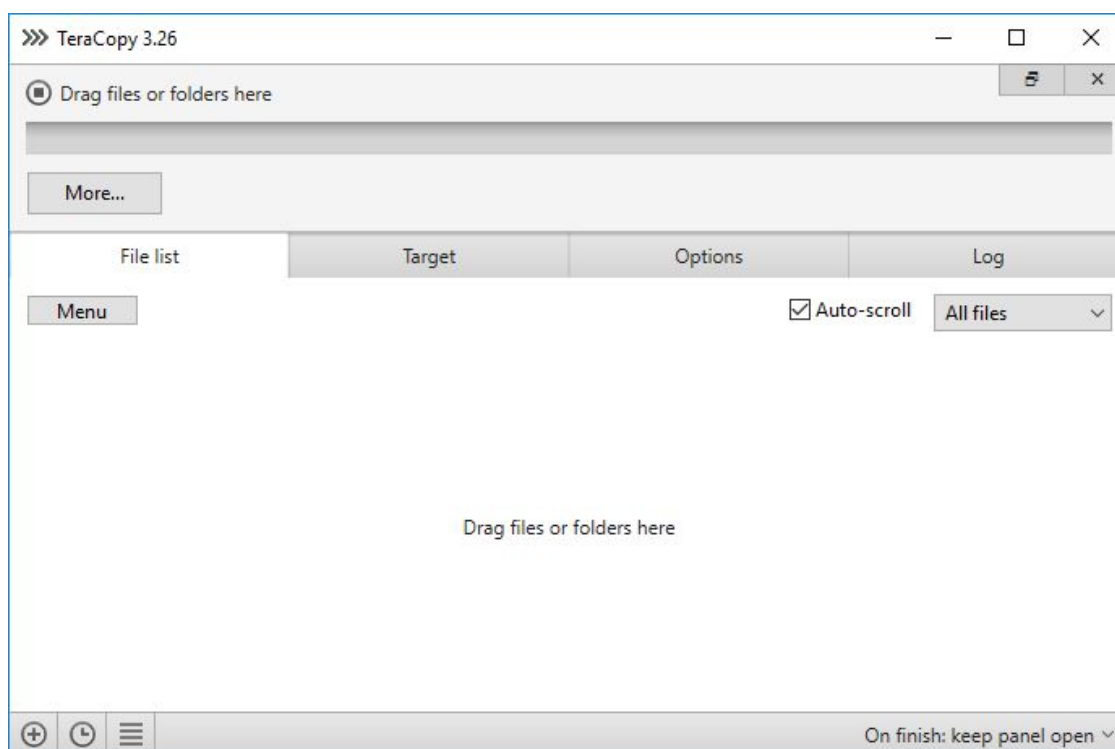 TeraCopy 3.26
Drag files or folders here
More...
File list Target Options Log
Menu Auto-scroll All files
Drag files or folders here
On finish: keep panel open